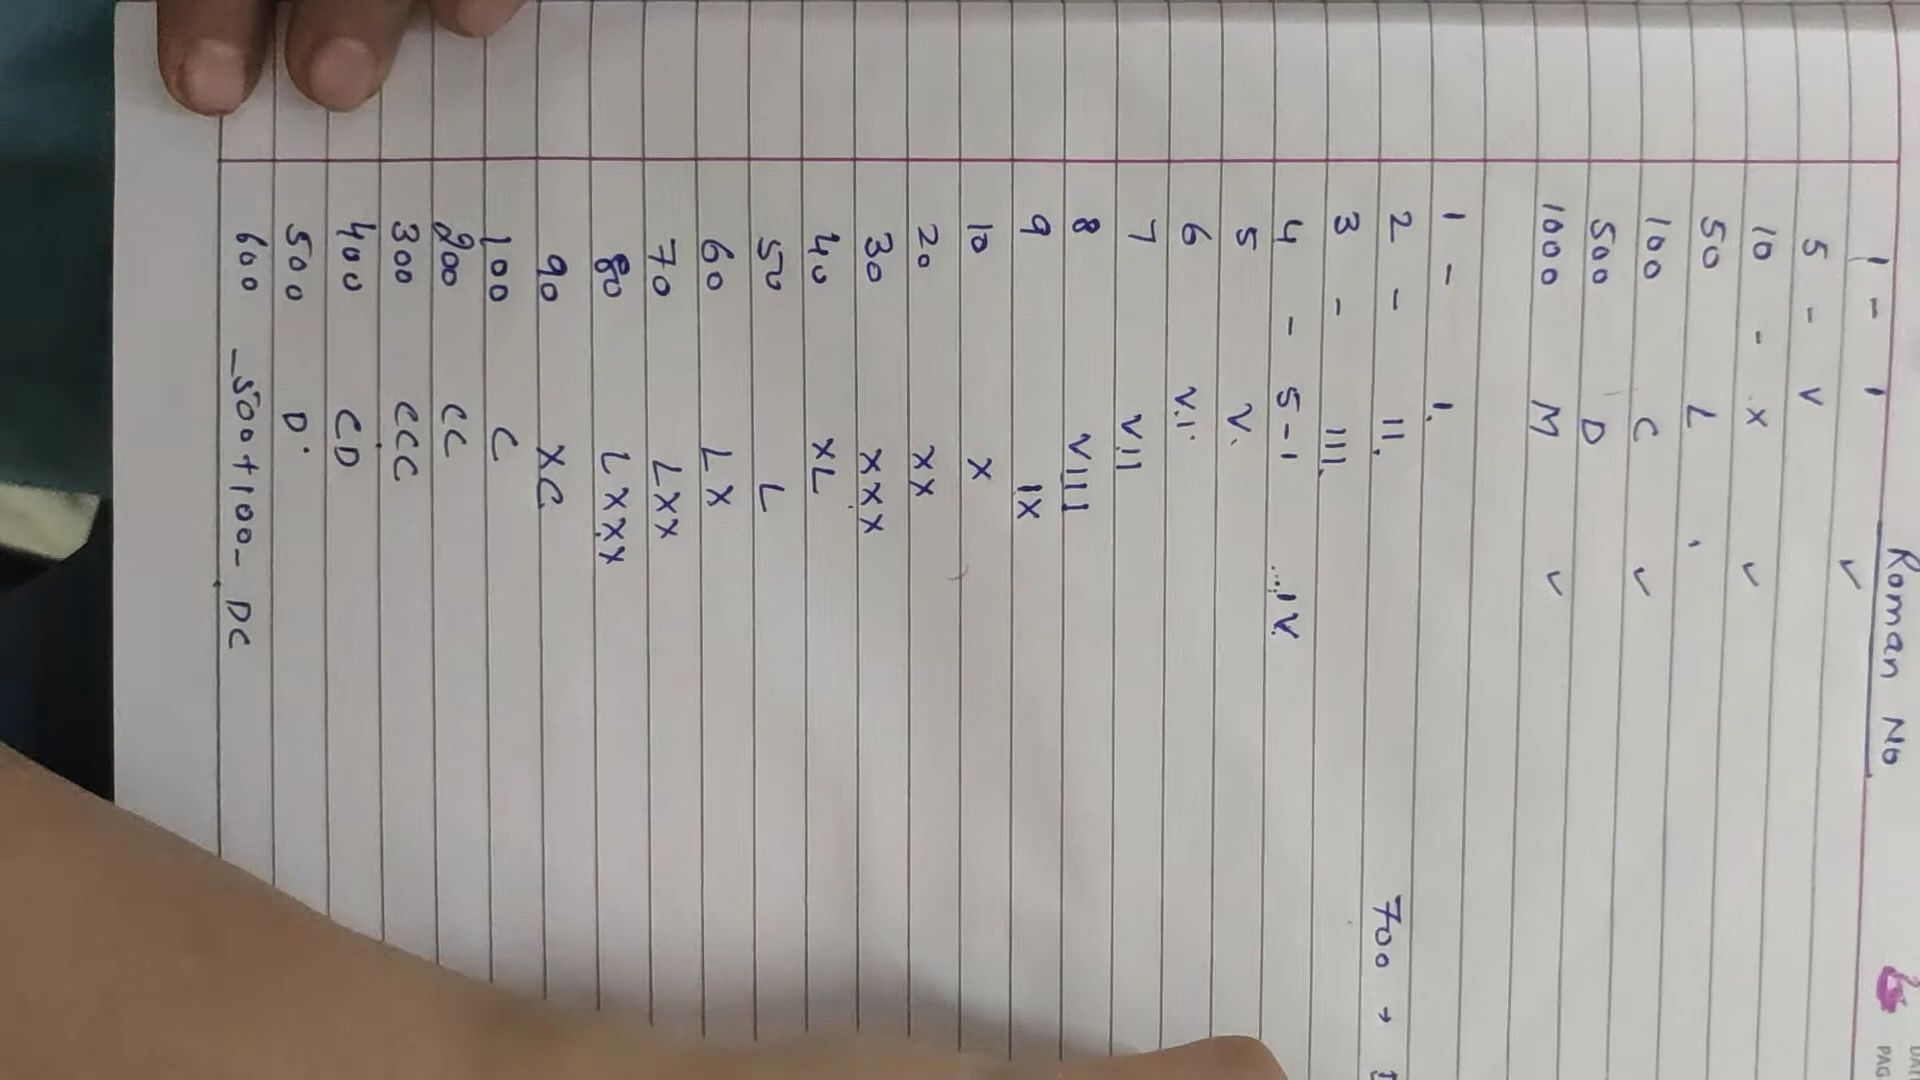 Roman No
1 - 1
5 - V
10 - X
50 L
100 C
500 D
1000 M
1 - I.
2 - II.
3 - III.
4 - 5-1 ...IV.
5 V.
6 V.I
7 VII
8 VIII
9 IX
10 X
20 XX
30 XXX
40 XL
50 L
60 LX
70 LXX
80 LXXX
90 XC
100 C
200 CC
300 CCC
400 CD
500 D
600 - 500+100 - DC
700 →